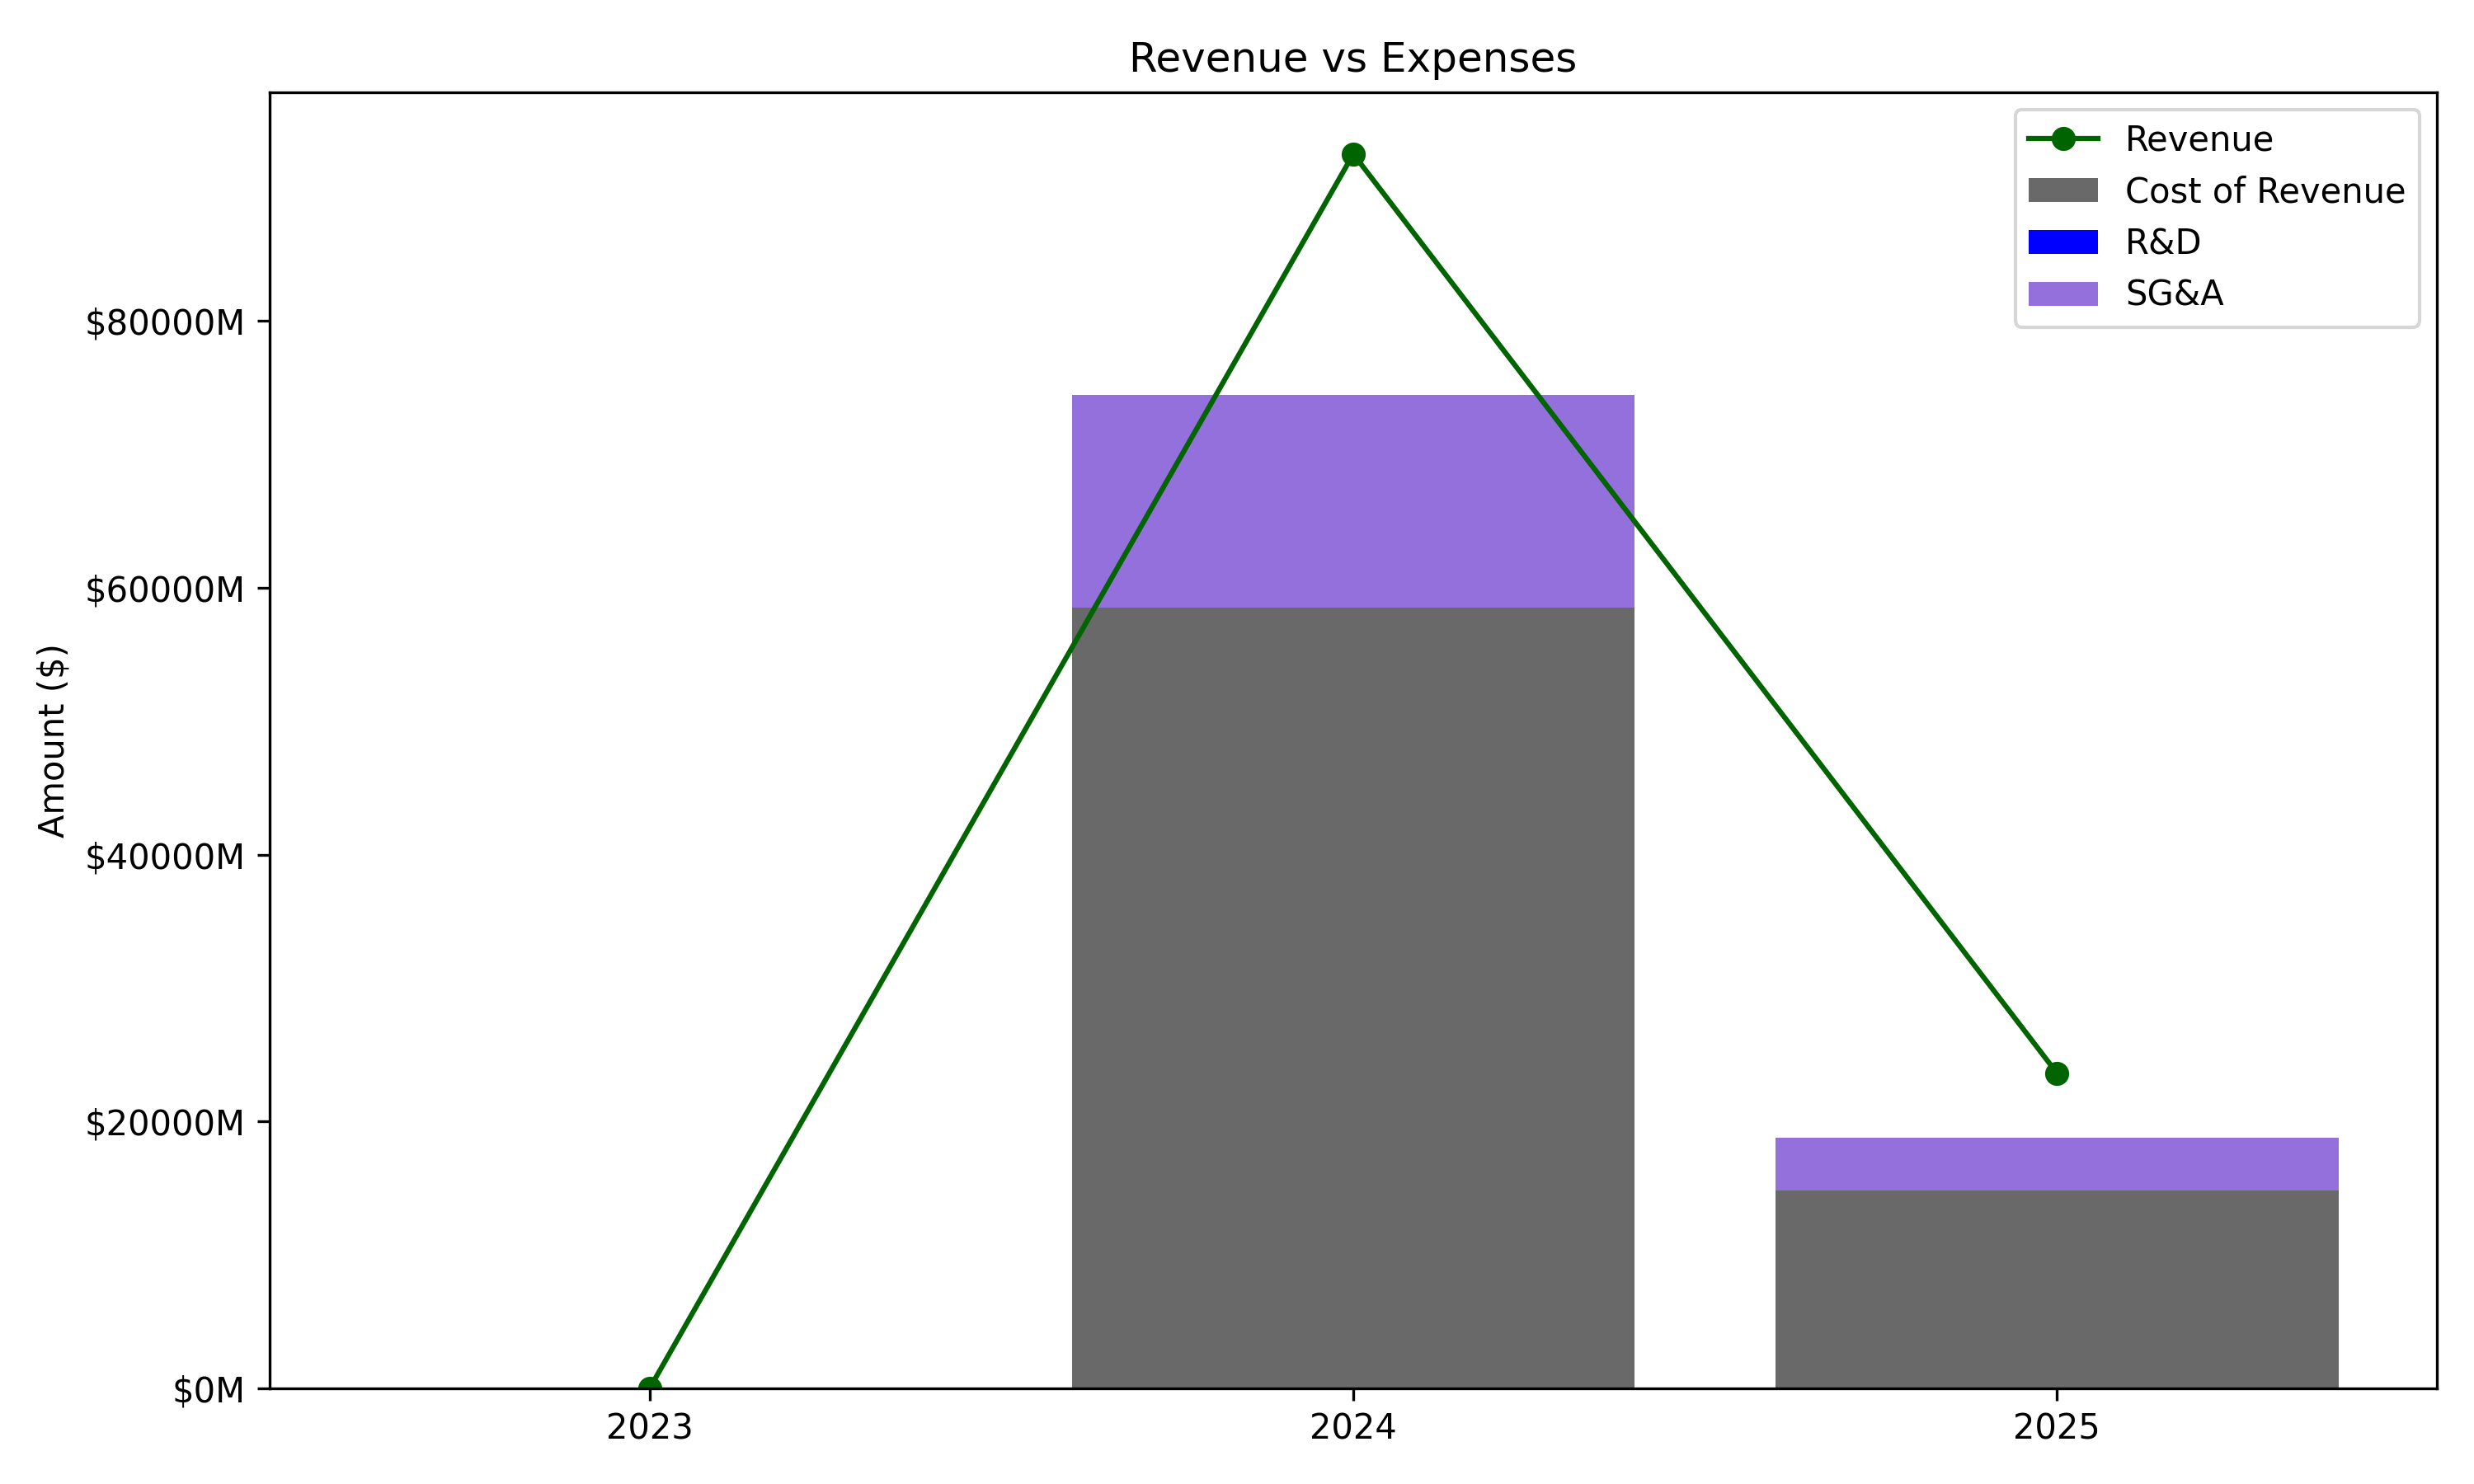 Revenue vs Expenses
Revenue
Cost of Revenue
R&D
SG&A
Amount ($)
$80000M
$60000M
$40000M
$20000M
$0M
2023
2024
2025